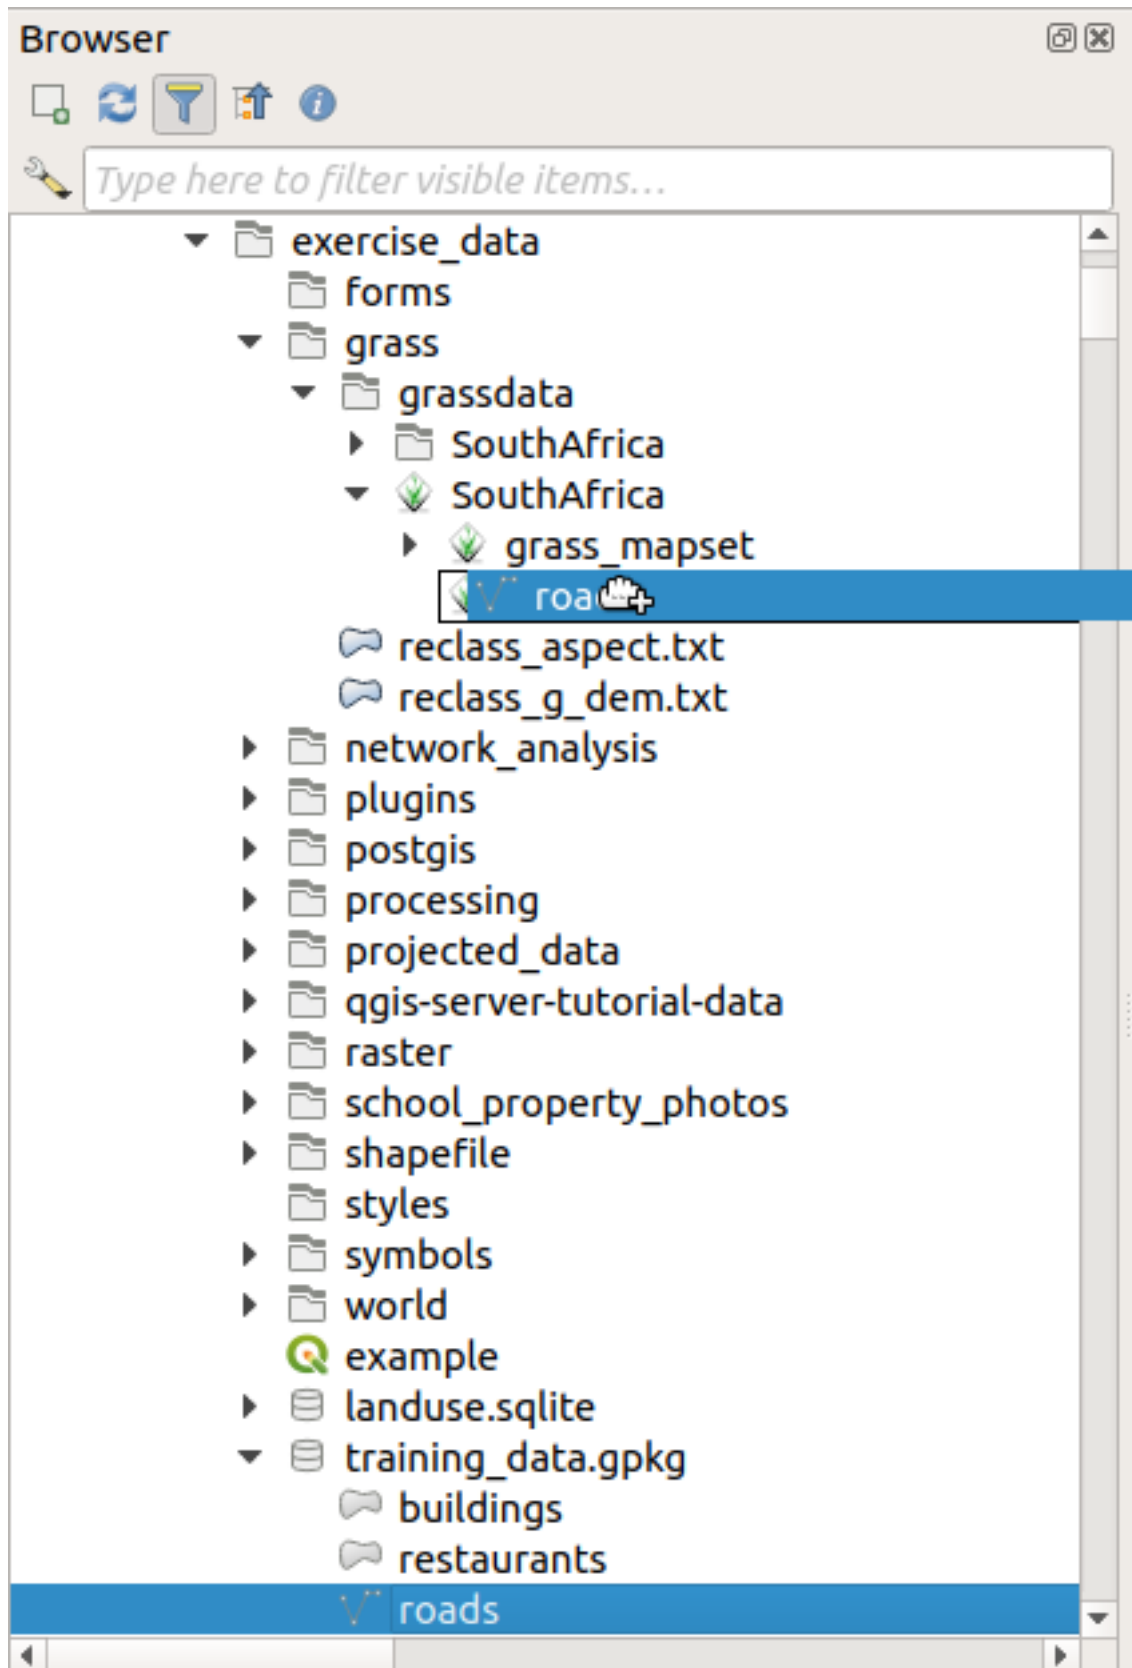 Browser
Type here to filter visible items...
exercise_data
forms
grass
grassdata
SouthAfrica
SouthAfrica
grass_mapset
roa
reclass_aspect.txt
reclass_g_dem.txt
network_analysis
plugins
postgis
processing
projected_data
qgis-server-tutorial-data
raster
school_property_photos
shapefile
styles
symbols
world
example
landuse.sqlite
training_data.gpkg
buildings
restaurants
roads